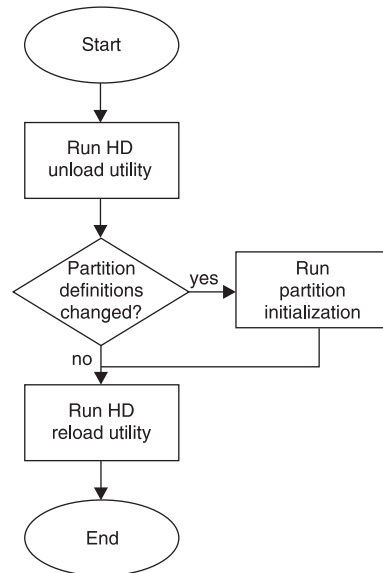 Start
Run HD
unload utility
Partition
definitions
changed?
yes
Run
partition
initialization
no
Run HD
reload utility
End